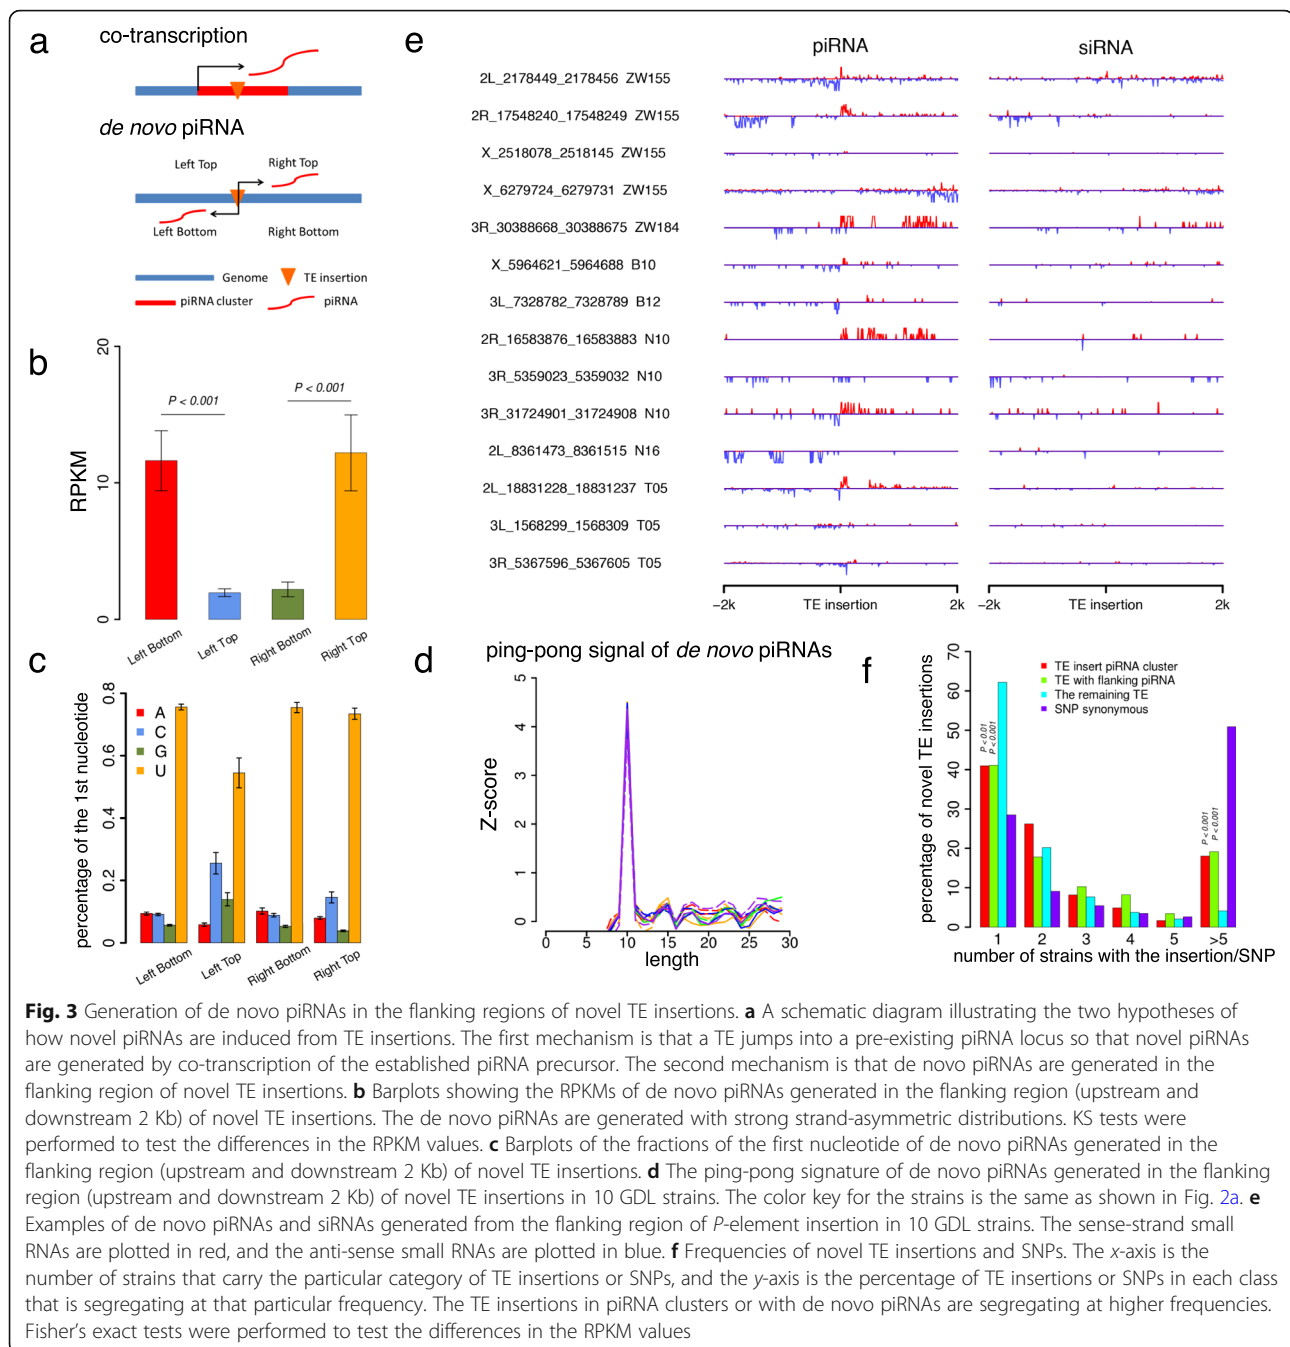 a
co-transcription
de novo piRNA
Left Top
Right Top
Left Bottom
Right Bottom
Genome
TE insertion
piRNA cluster
piRNA
b
20
10
0
RPKM
P < 0.001
P < 0.001
Left Bottom
Left Top
Right Bottom
Right Top
c
percentage of the 1st nucleotide
0.8
0.6
0.4
0.2
0
A
C
G
U
Left Bottom
Left Top
Right Bottom
Right Top
d
ping-pong signal of de novo piRNAs
Z-score
5
4
3
2
1
0
0 5 10 15 20 25 30
length
e
piRNA
siRNA
2L_2178449_2178456 ZW155
2R_17548240_17548249 ZW155
X_2518078_2518145 ZW155
X_6279724_6279731 ZW155
3R_30388668_30388675 ZW184
X_5964621_5964688 B10
3L_7328782_7328789 B12
2R_16583876_16583883 N10
3R_5359023_5359032 N10
3R_31724901_31724908 N10
2L_8361473_8361515 N16
2L_18831228_18831237 T05
3L_1568299_1568309 T05
3R_5367596_5367605 T05
−2k TE insertion 2k
−2k TE insertion 2k
f
percentage of novel TE insertions
70
60
50
40
30
20
10
0
TE insert piRNA cluster
TE with flanking piRNA
The remaining TE
SNP synonymous
P < 0.01
P < 0.001
P < 0.001
P < 0.001
1 2 3 4 5 >5
number of strains with the insertion/SNP
Fig. 3 Generation of de novo piRNAs in the flanking regions of novel TE insertions. a A schematic diagram illustrating the two hypotheses of
how novel piRNAs are induced from TE insertions. The first mechanism is that a TE jumps into a pre-existing piRNA locus so that novel piRNAs
are generated by co-transcription of the established piRNA precursor. The second mechanism is that de novo piRNAs are generated in the
flanking region of novel TE insertions. b Barplots showing the RPKMs of de novo piRNAs generated in the flanking region (upstream and
downstream 2 Kb) of novel TE insertions. The de novo piRNAs are generated with strong strand-asymmetric distributions. KS tests were
performed to test the differences in the RPKM values. c Barplots of the fractions of the first nucleotide of de novo piRNAs generated in the
flanking region (upstream and downstream 2 Kb) of novel TE insertions. d The ping-pong signature of de novo piRNAs generated in the flanking
region (upstream and downstream 2 Kb) of novel TE insertions in 10 GDL strains. The color key for the strains is the same as shown in Fig. 2a. e
Examples of de novo piRNAs and siRNAs generated from the flanking region of P-element insertion in 10 GDL strains. The sense-strand small
RNAs are plotted in red, and the anti-sense small RNAs are plotted in blue. f Frequencies of novel TE insertions and SNPs. The x-axis is the
number of strains that carry the particular category of TE insertions or SNPs, and the y-axis is the percentage of TE insertions or SNPs in each class
that is segregating at that particular frequency. The TE insertions in piRNA clusters or with de novo piRNAs are segregating at higher frequencies.
Fisher's exact tests were performed to test the differences in the RPKM values